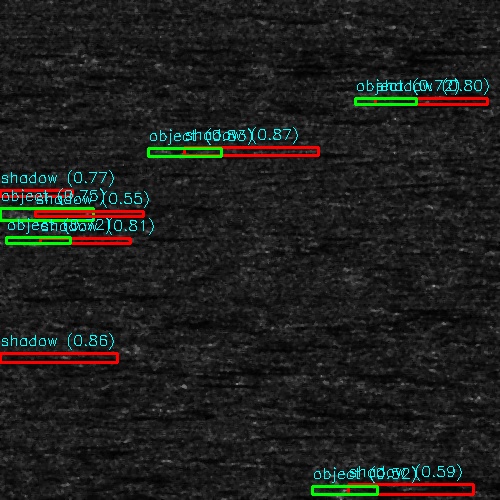 object (0.72) shadow (0.80)
object (0.83) shadow (0.87)
shadow (0.77)
object (0.75) shadow (0.55)
object (0.72) shadow (0.81)
shadow (0.86)
object (0.52) shadow (0.59)